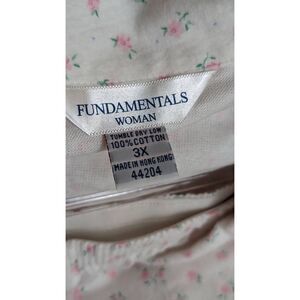 FUNDAMENTALS
WOMAN
TUMBLE DRY LOW
100% COTTON
3X
MADE IN HONG KONG
44204